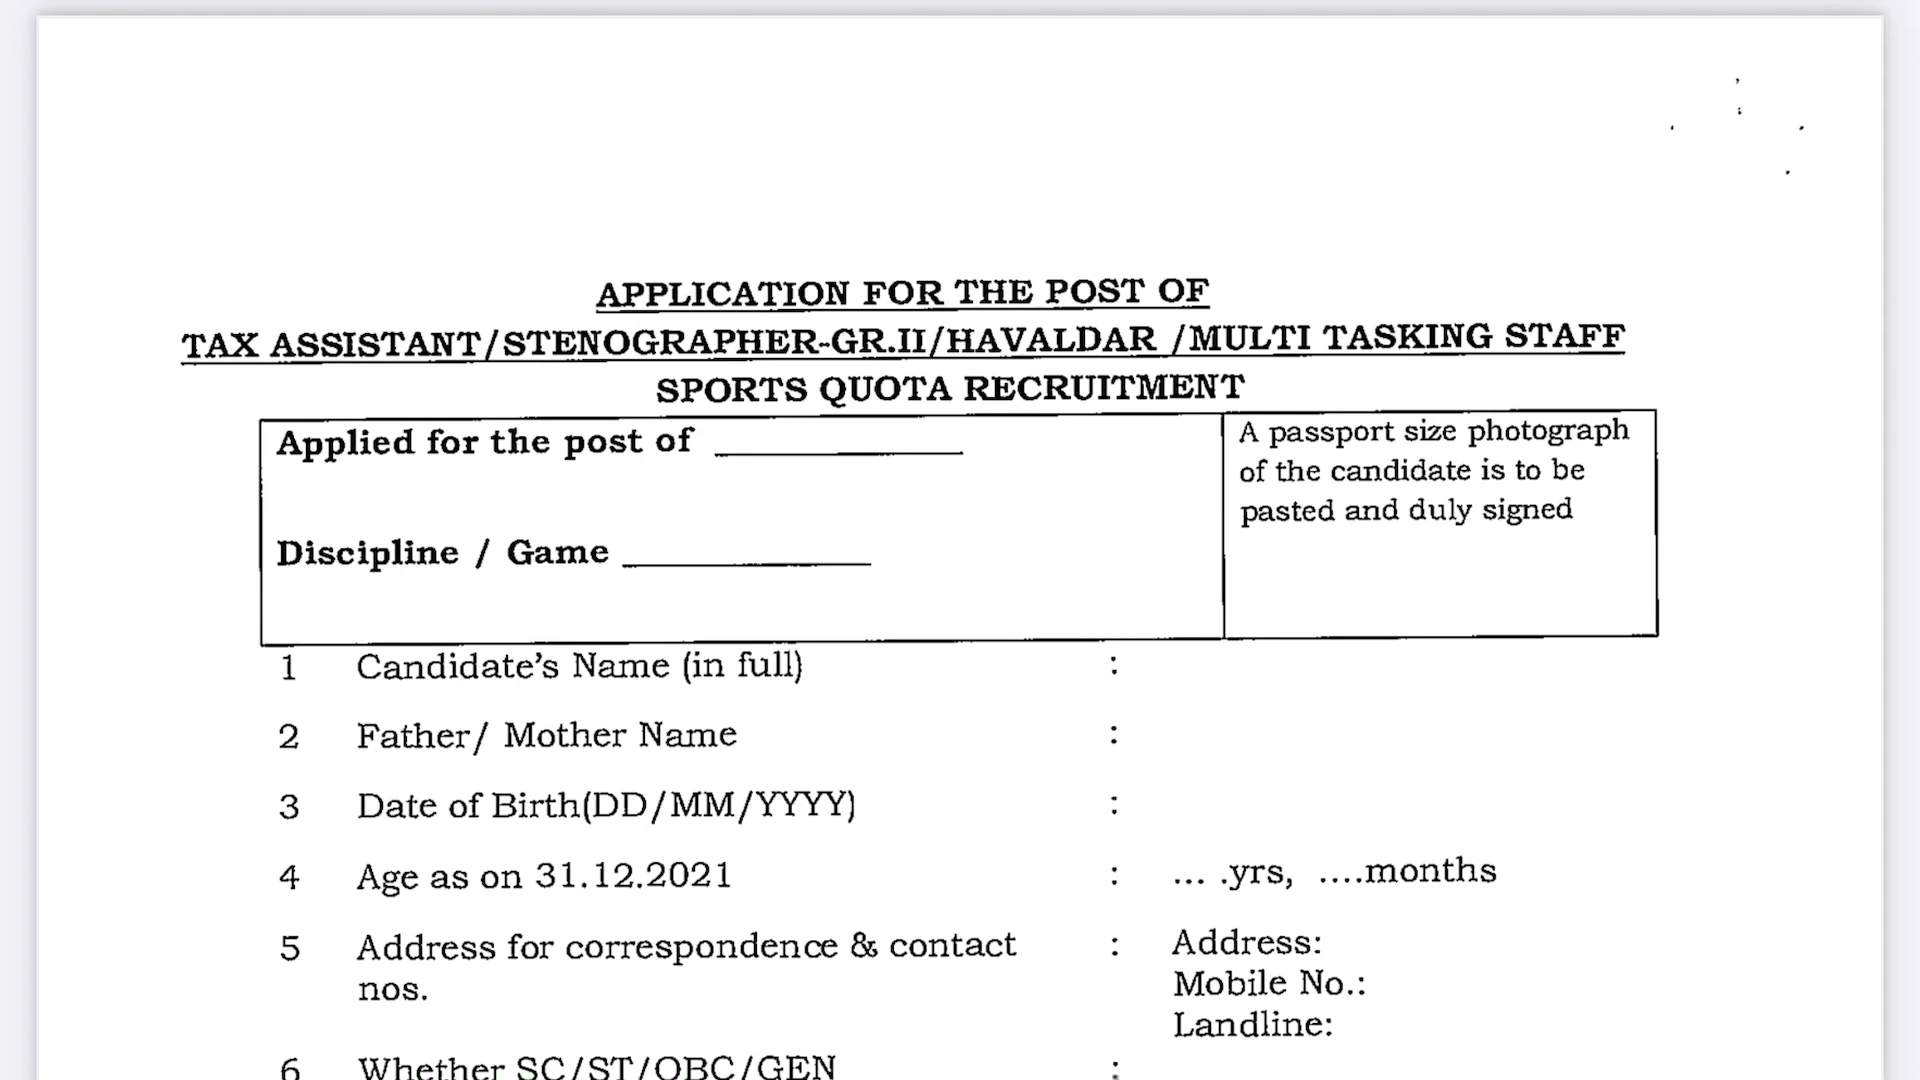 APPLICATION FOR THE POST OF
TAX ASSISTANT/STENOGRAPHER-GR.II/HAVALDAR /MULTI TASKING STAFF
SPORTS QUOTA RECRUITMENT
Applied for the post of ______________
Discipline / Game ______________
A passport size photograph
of the candidate is to be
pasted and duly signed
1 Candidate's Name (in full) :
2 Father/ Mother Name :
3 Date of Birth(DD/MM/YYYY) :
4 Age as on 31.12.2021 : ... .yrs, ....months
5 Address for correspondence & contact : Address:
nos. Mobile No.:
Landline:
6 Whether SC/ST/OBC/GEN :